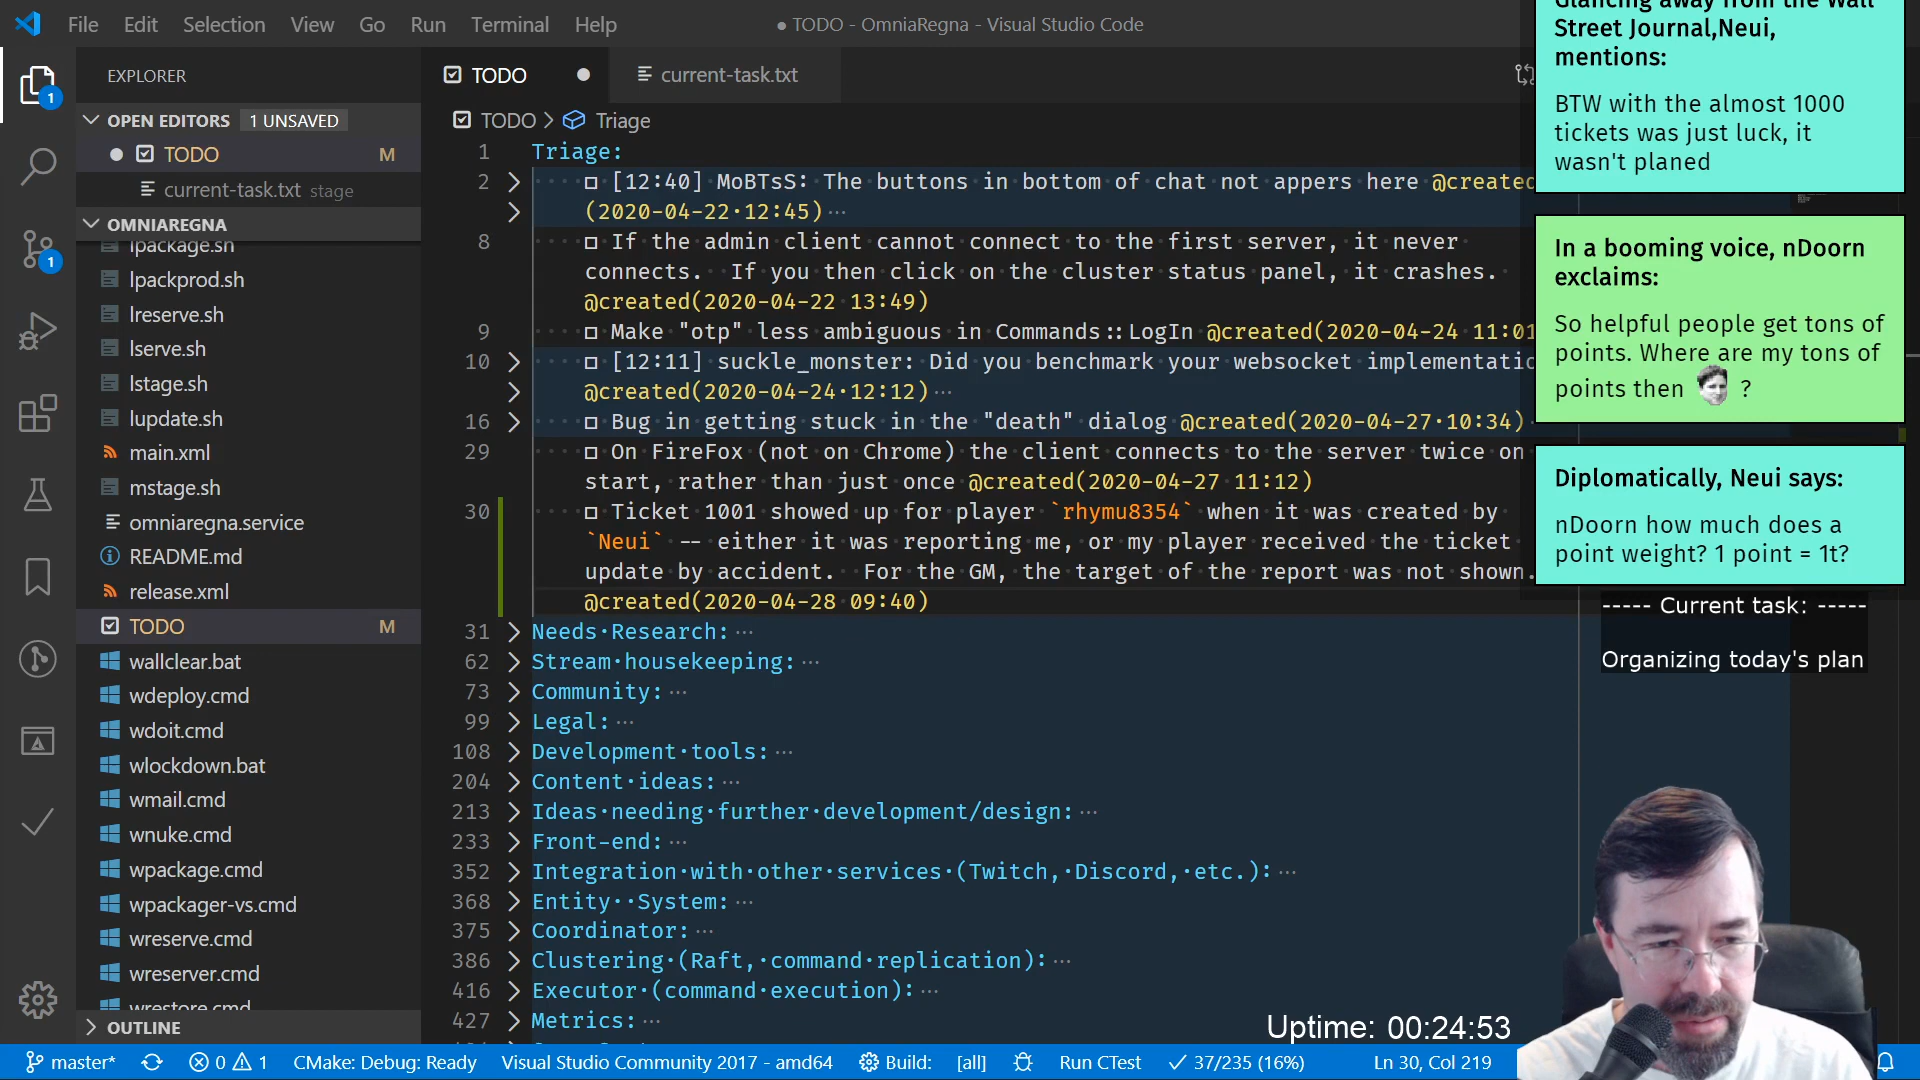 File Edit Selection View Go Run Terminal Help
● TODO - OmniaRegna - Visual Studio Code
EXPLORER
OPEN EDITORS 1 UNSAVED
TODO M
current-task.txt stage
OMNIAREGNA
lpackage.sh
lpackprod.sh
lreserve.sh
lserve.sh
lstage.sh
lupdate.sh
main.xml
mstage.sh
omniaregna.service
README.md
release.xml
TODO M
wallclear.bat
wdeploy.cmd
wdoit.cmd
wlockdown.bat
wmail.cmd
wnuke.cmd
wpackage.cmd
wpackager-vs.cmd
wreserve.cmd
wreserver.cmd
wrestore.cmd
OUTLINE
1
1
TODO
current-task.txt
TODO > Triage
1 Triage:
2 [12:40] MoBTsS: The buttons in bottom of chat not appers here @created
(2020-04-22 12:45)
8 If the admin client cannot connect to the first server, it never
connects. If you then click on the cluster status panel, it crashes.
@created(2020-04-22 13:49)
9 Make "otp" less ambiguous in Commands::LogIn @created(2020-04-24 11:01
10 [12:11] suckle_monster: Did you benchmark your websocket implementatio
@created(2020-04-24 12:12)
16 Bug in getting stuck in the "death" dialog @created(2020-04-27 10:34)
29 On FireFox (not on Chrome) the client connects to the server twice on
start, rather than just once @created(2020-04-27 11:12)
30 Ticket 1001 showed up for player `rhymu8354` when it was created by
`Neui` -- either it was reporting me, or my player received the ticket
update by accident. For the GM, the target of the report was not shown.
@created(2020-04-28 09:40)
31 Needs Research:
62 Stream housekeeping:
73 Community:
99 Legal:
108 Development tools:
204 Content ideas:
213 Ideas needing further development/design:
233 Front-end:
352 Integration with other services (Twitch, Discord, etc.):
368 Entity System:
375 Coordinator:
386 Clustering (Raft, command replication):
416 Executor (command execution):
427 Metrics:
Glancing away from the Wall
Street Journal,Neui,
mentions:
BTW with the almost 1000
tickets was just luck, it
wasn't planed
In a booming voice, nDoorn
exclaims:
So helpful people get tons of
points. Where are my tons of
points then ?
Diplomatically, Neui says:
nDoorn how much does a
point weight? 1 point = 1t?
----- Current task: -----
Organizing today's plan
Uptime: 00:24:53
master* 0 1 CMake: Debug: Ready Visual Studio Community 2017 - amd64 Build: [all] Run CTest 37/235 (16%) Ln 30, Col 219